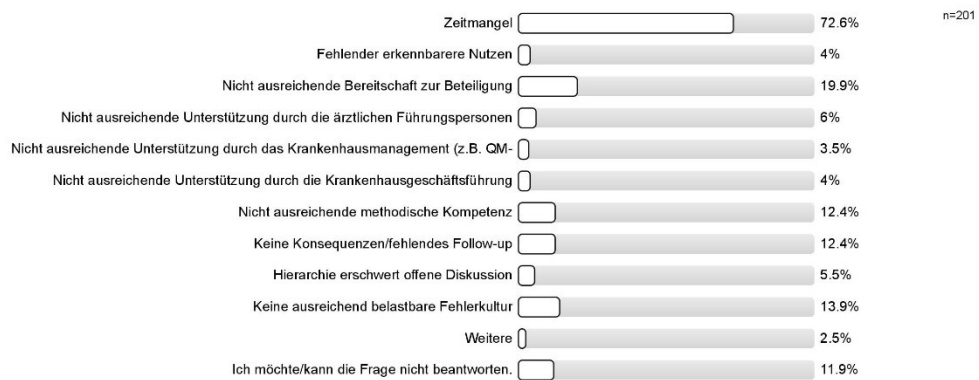 n=201
Zeitmangel 72.6%
Fehlender erkennbarere Nutzen 4%
Nicht ausreichende Bereitschaft zur Beteiligung 19.9%
Nicht ausreichende Unterstützung durch die ärztlichen Führungspersonen 6%
Nicht ausreichende Unterstützung durch das Krankenhausmanagement (z.B. QM- 3.5%
Nicht ausreichende Unterstützung durch die Krankenhausgeschäftsführung 4%
Nicht ausreichende methodische Kompetenz 12.4%
Keine Konsequenzen/fehlendes Follow-up 12.4%
Hierarchie erschwert offene Diskussion 5.5%
Keine ausreichend belastbare Fehlerkultur 13.9%
Weitere 2.5%
Ich möchte/kann die Frage nicht beantworten. 11.9%